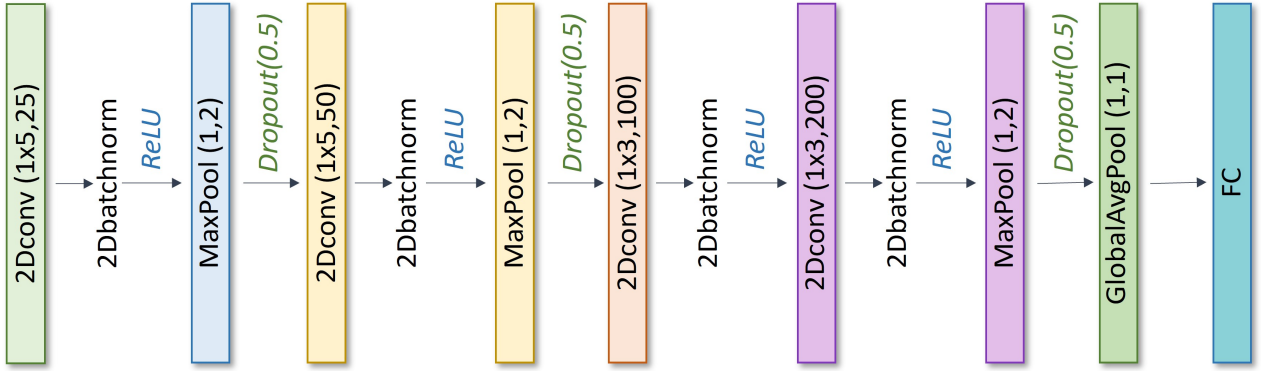 2Dconv (1x5,25)
2Dbatchnorm
ReLU
MaxPool (1,2)
Dropout(0.5)
2Dconv (1x5,50)
2Dbatchnorm
ReLU
MaxPool (1,2)
Dropout(0.5)
2Dconv (1x3,100)
2Dbatchnorm
ReLU
2Dconv (1x3,200)
2Dbatchnorm
ReLU
MaxPool (1,2)
Dropout(0.5)
GlobalAvgPool (1,1)
FC